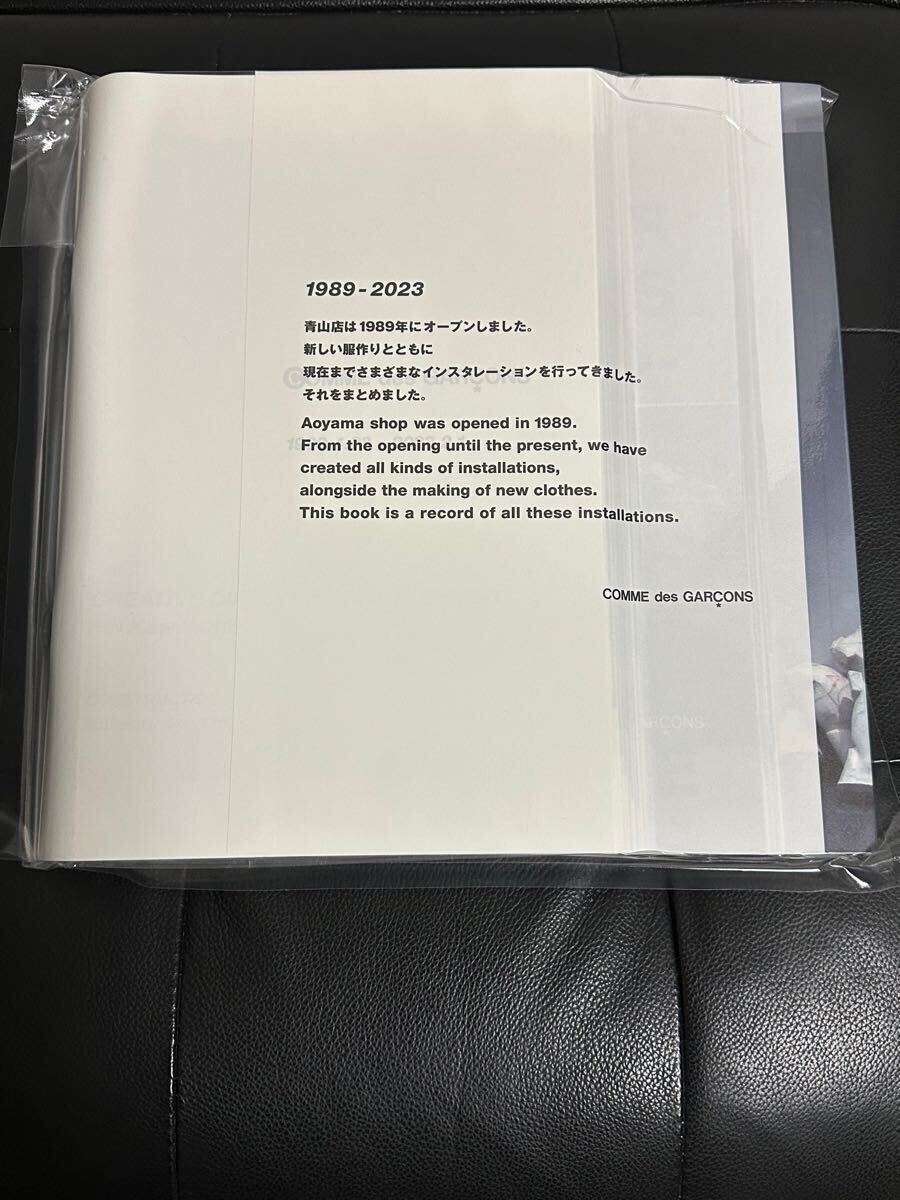 1989-2023
青山店は1989年にオープンしました。
新しい服作りとともに
現在までさまざまなインスタレーションを行ってきました。
それをまとめました。
Aoyama shop was opened in 1989.
From the opening until the present, we have
created all kinds of installations,
alongside the making of new clothes.
This book is a record of all these installations.
COMME des GARÇONS